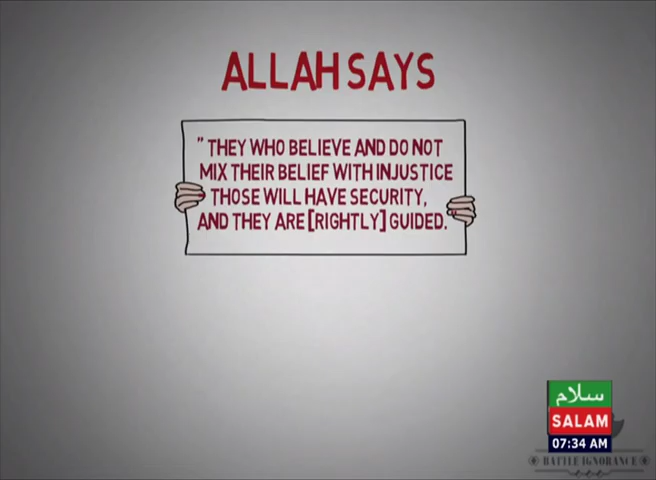 ALLAH SAYS
" THEY WHO BELIEVE AND DO NOT
MIX THEIR BELIEF WITH INJUSTICE
THOSE WILL HAVE SECURITY,
AND THEY ARE [RIGHTLY] GUIDED.
سلام
SALAM
07:34 AM
BATTLE IGNORANCE